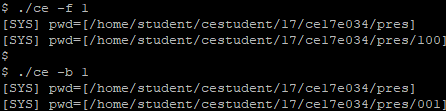 $ ./ce -f 1
[SYS] pwd=[/home/student/cestudent/17/ce17e034/pres]
[SYS] pwd=[/home/student/cestudent/17/ce17e034/pres/100]
$
$ ./ce -b 1
[SYS] pwd=[/home/student/cestudent/17/ce17e034/pres]
[SYS] pwd=[/home/student/cestudent/17/ce17e034/pres/001]